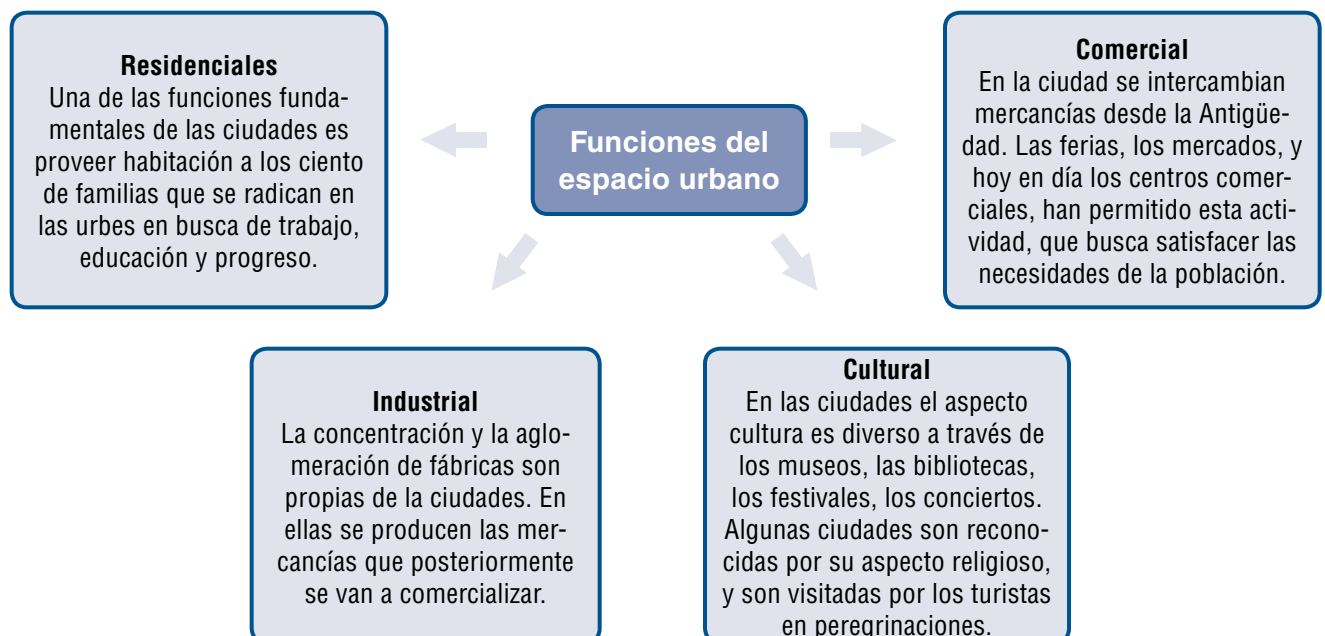 Funciones del
espacio urbano
Residenciales
Una de las funciones funda-
mentales de las ciudades es
proveer habitación a los ciento
de familias que se radican en
las urbes en busca de trabajo,
educación y progreso.
Comercial
En la ciudad se intercambian
mercancías desde la Antigüe-
dad. Las ferias, los mercados, y
hoy en día los centros comer-
ciales, han permitido esta acti-
vidad, que busca satisfacer las
necesidades de la población.
Industrial
La concentración y la aglo-
meración de fábricas son
propias de la ciudades. En
ellas se producen las mer-
cancías que posteriormente
se van a comercializar.
Cultural
En las ciudades el aspecto
cultura es diverso a través de
los museos, las bibliotecas,
los festivales, los conciertos.
Algunas ciudades son recono-
cidas por su aspecto religioso,
y son visitadas por los turistas
en peregrinaciones.